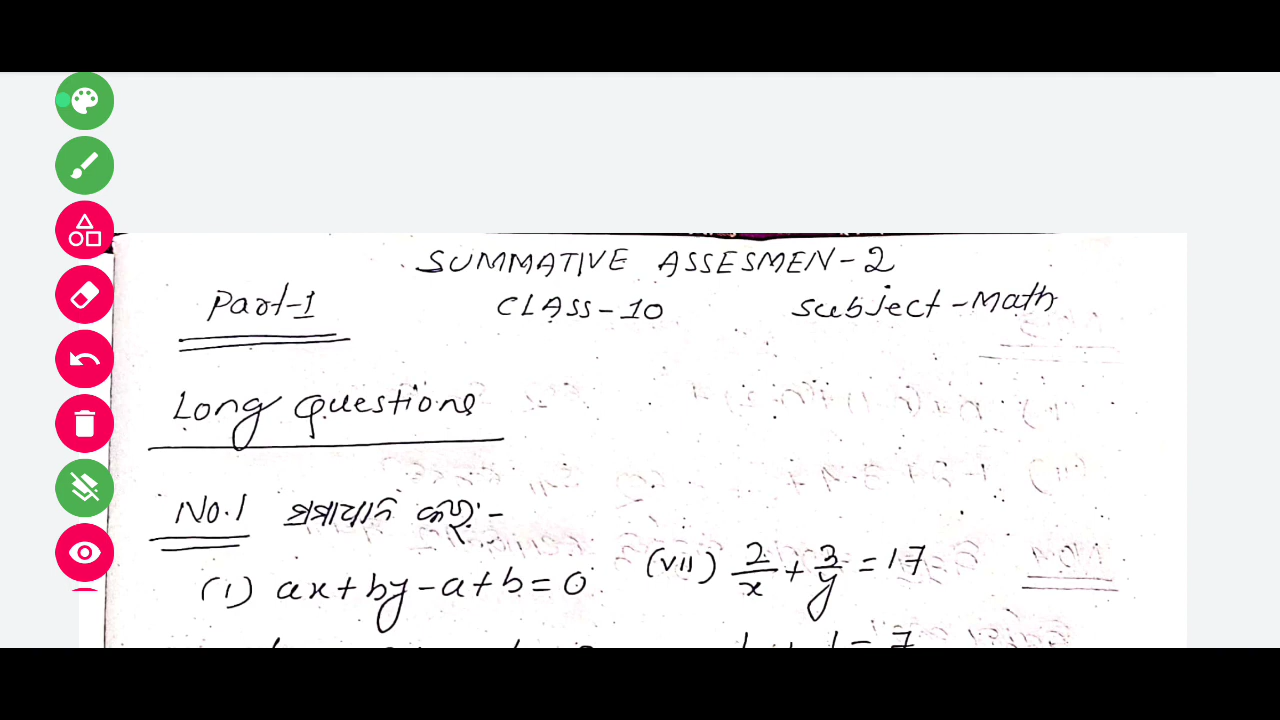 SUMMATIVE ASSESMEN-2
Part-1 CLASS-10 Subject-Math
Long questions
No.1 ସମାଧାନ କର:-
(i) ax+by-a+b=0 (vii) 2/x + 3/y = 17